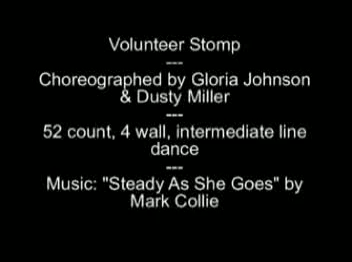 Volunteer Stomp
---
Choreographed by Gloria Johnson
& Dusty Miller
---
52 count, 4 wall, intermediate line
dance
---
Music: "Steady As She Goes" by
Mark Collie